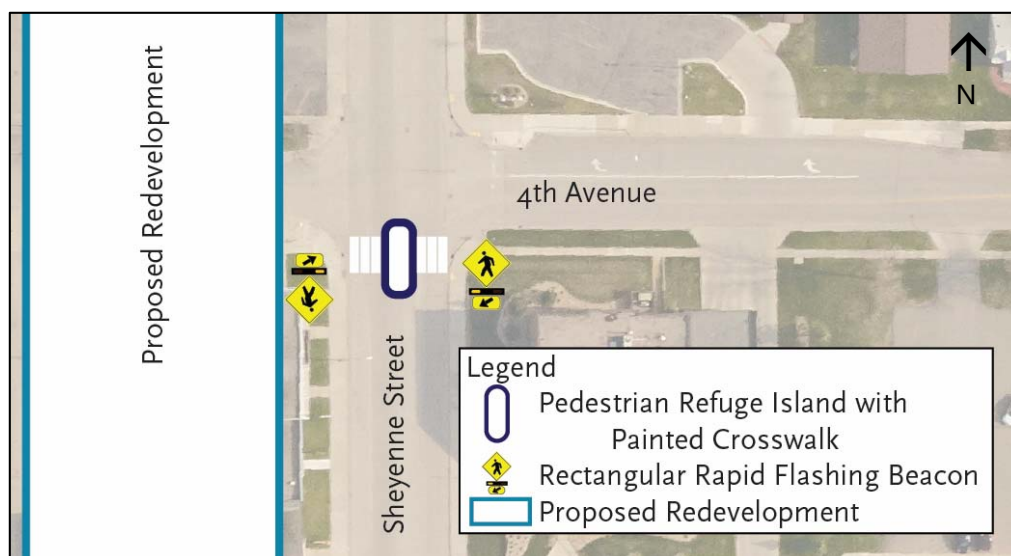 Proposed Redevelopment
N
4th Avenue
Sheyenne Street
Legend
Pedestrian Refuge Island with
Painted Crosswalk
Rectangular Rapid Flashing Beacon
Proposed Redevelopment